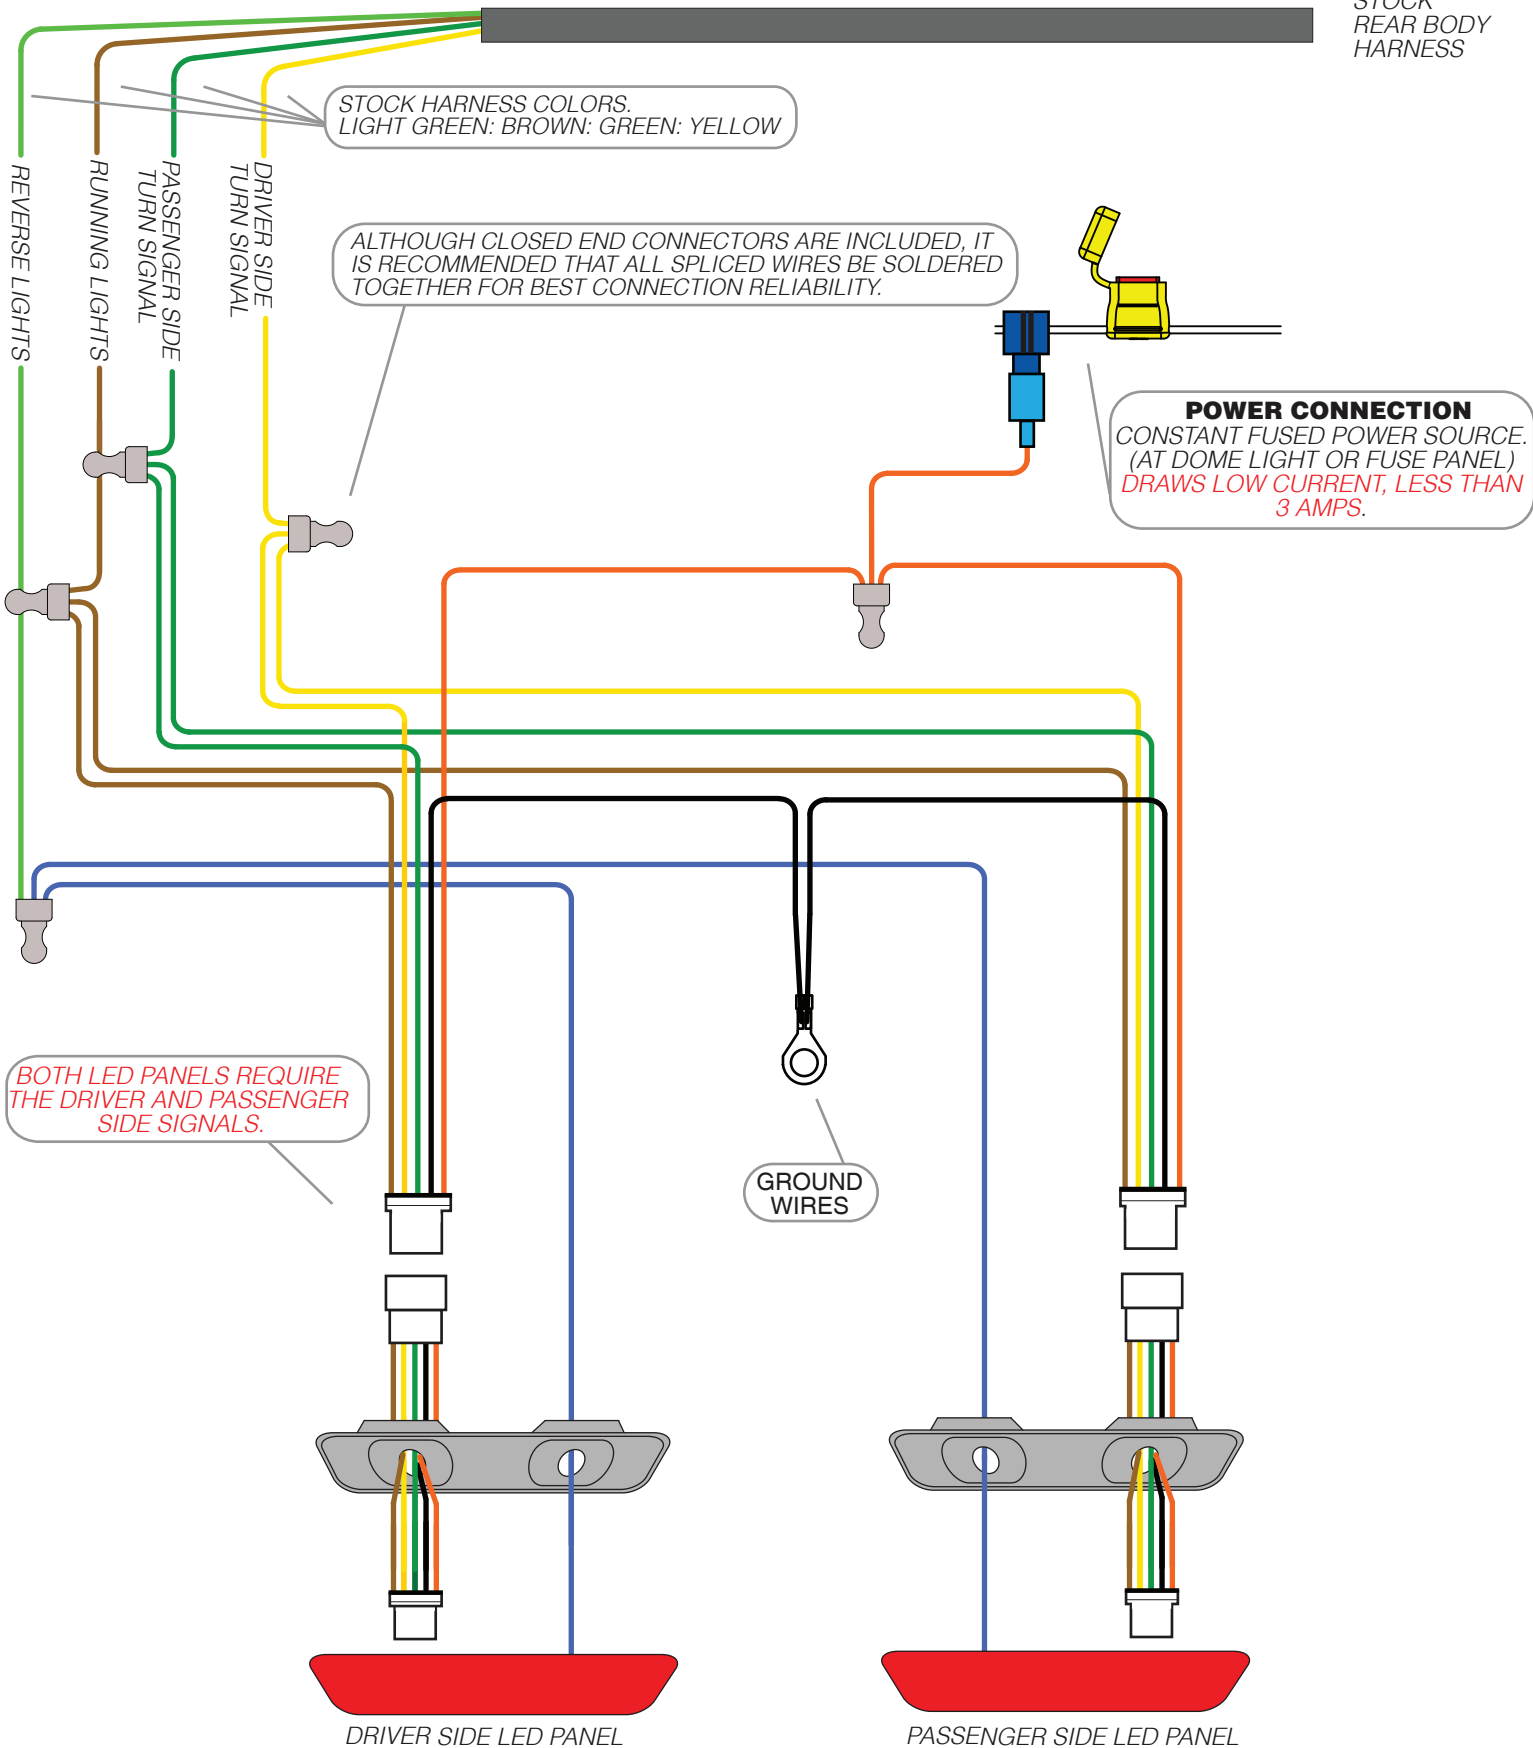 STOCK
REAR BODY
HARNESS
STOCK HARNESS COLORS.
LIGHT GREEN: BROWN: GREEN: YELLOW
REVERSE LIGHTS
RUNNING LIGHTS
PASSENGER SIDE
TURN SIGNAL
DRIVER SIDE
TURN SIGNAL
ALTHOUGH CLOSED END CONNECTORS ARE INCLUDED, IT
IS RECOMMENDED THAT ALL SPLICED WIRES BE SOLDERED
TOGETHER FOR BEST CONNECTION RELIABILITY.
POWER CONNECTION
CONSTANT FUSED POWER SOURCE.
(AT DOME LIGHT OR FUSE PANEL)
DRAWS LOW CURRENT, LESS THAN
3 AMPS.
BOTH LED PANELS REQUIRE
THE DRIVER AND PASSENGER
SIDE SIGNALS.
GROUND
WIRES
DRIVER SIDE LED PANEL
PASSENGER SIDE LED PANEL